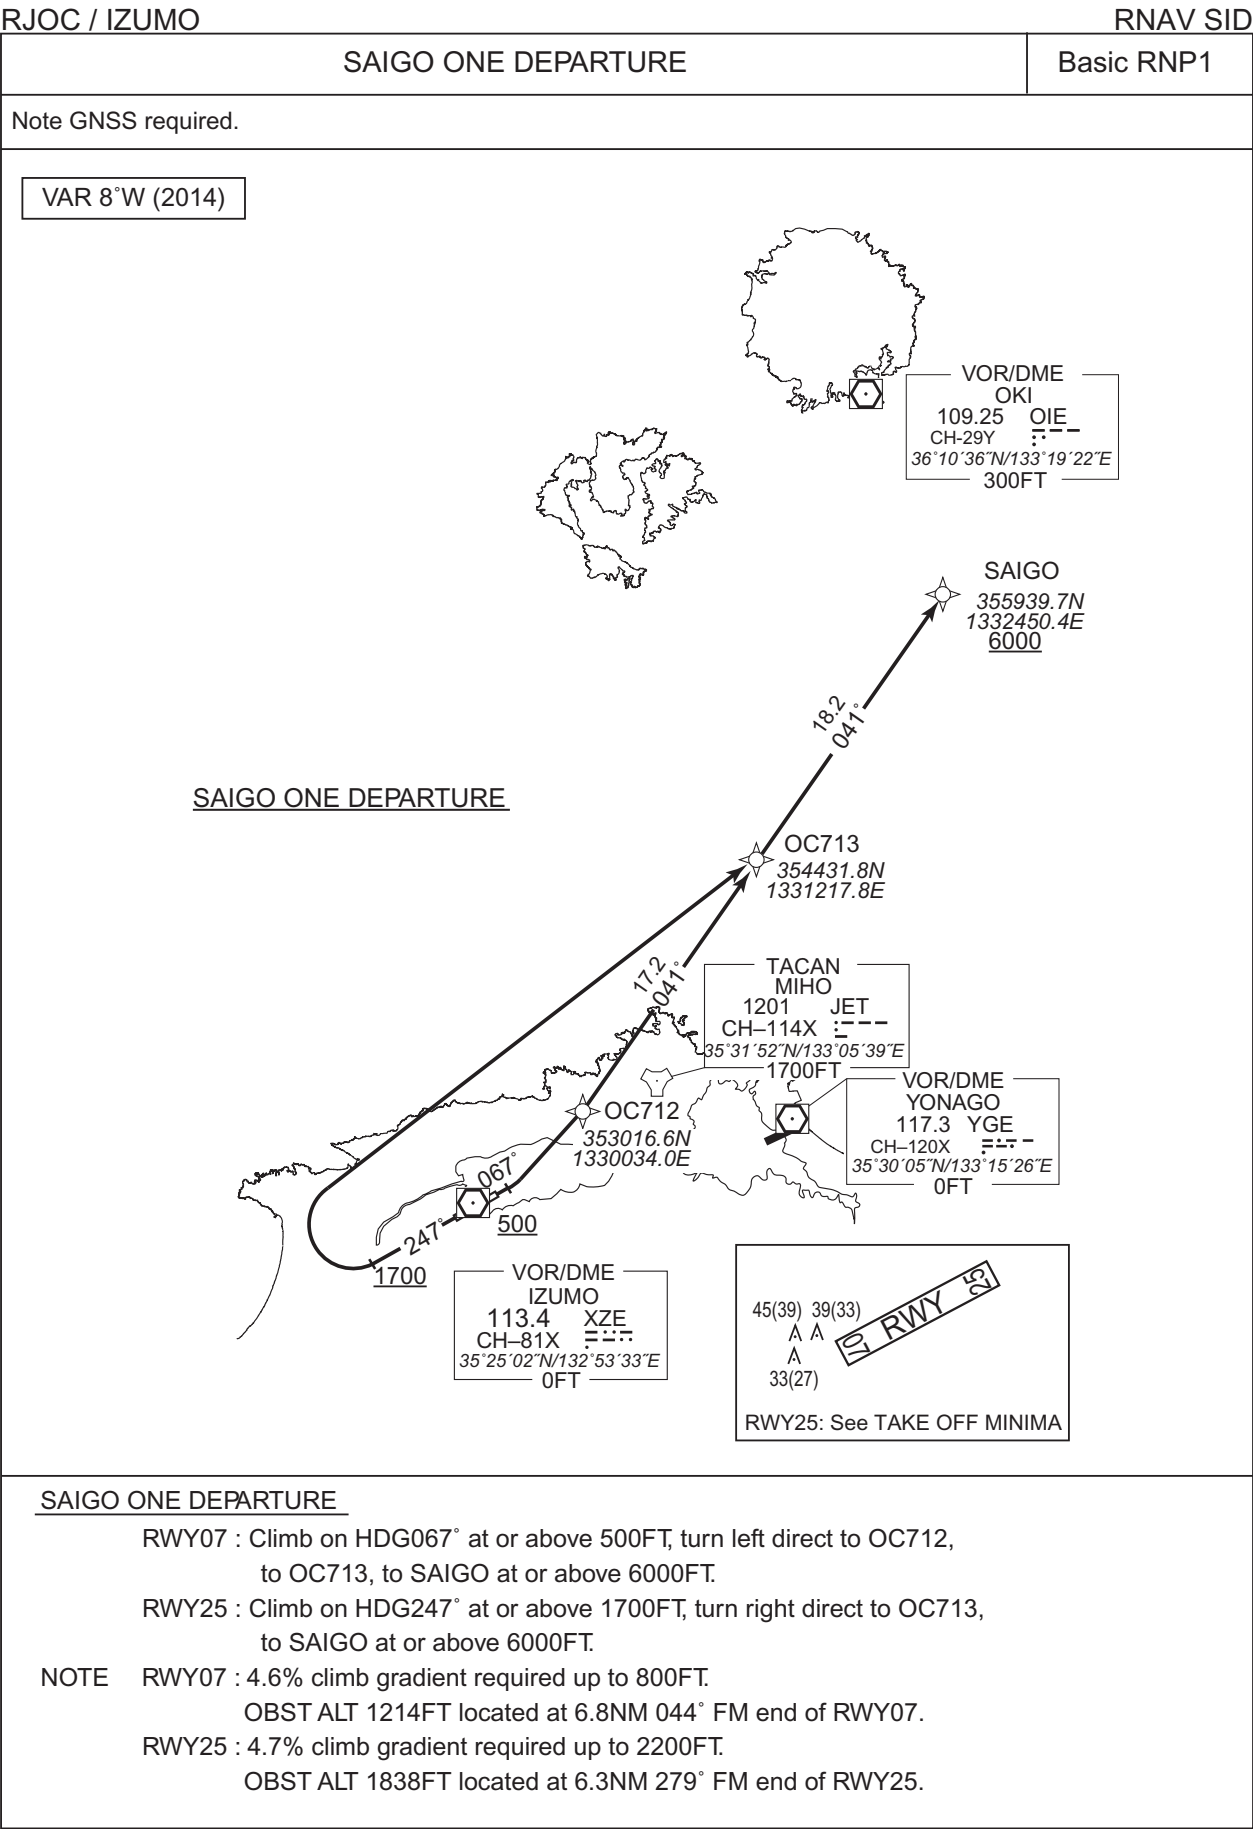 RJOC / IZUMO
RNAV SID
SAIGO ONE DEPARTURE
Basic RNP1
Note GNSS required.
VAR 8˚W (2014)
VOR/DME
OKI
109.25 OIE
CH-29Y
36˚10´36˝N/133˚19´22˝E
300FT
SAIGO
355939.7N
1332450.4E
6000
18.2
041˚
SAIGO ONE DEPARTURE
OC713
354431.8N
1331217.8E
17.2
041˚
TACAN
MIHO
1201 JET
CH–114X
35˚31´52˝N/133˚05´39˝E
1700FT
VOR/DME
YONAGO
117.3 YGE
CH–120X
35˚30´05˝N/133˚15´26˝E
0FT
OC712
353016.6N
1330034.0E
067˚
500
247˚
1700
VOR/DME
IZUMO
113.4 XZE
CH–81X
35˚25´02˝N/132˚53´33˝E
0FT
45(39) 39(33)
33(27)
07 RWY 25
RWY25: See TAKE OFF MINIMA
SAIGO ONE DEPARTURE
RWY07 : Climb on HDG067˚ at or above 500FT, turn left direct to OC712,
to OC713, to SAIGO at or above 6000FT.
RWY25 : Climb on HDG247˚ at or above 1700FT, turn right direct to OC713,
to SAIGO at or above 6000FT.
NOTE RWY07 : 4.6% climb gradient required up to 800FT.
OBST ALT 1214FT located at 6.8NM 044˚ FM end of RWY07.
RWY25 : 4.7% climb gradient required up to 2200FT.
OBST ALT 1838FT located at 6.3NM 279˚ FM end of RWY25.